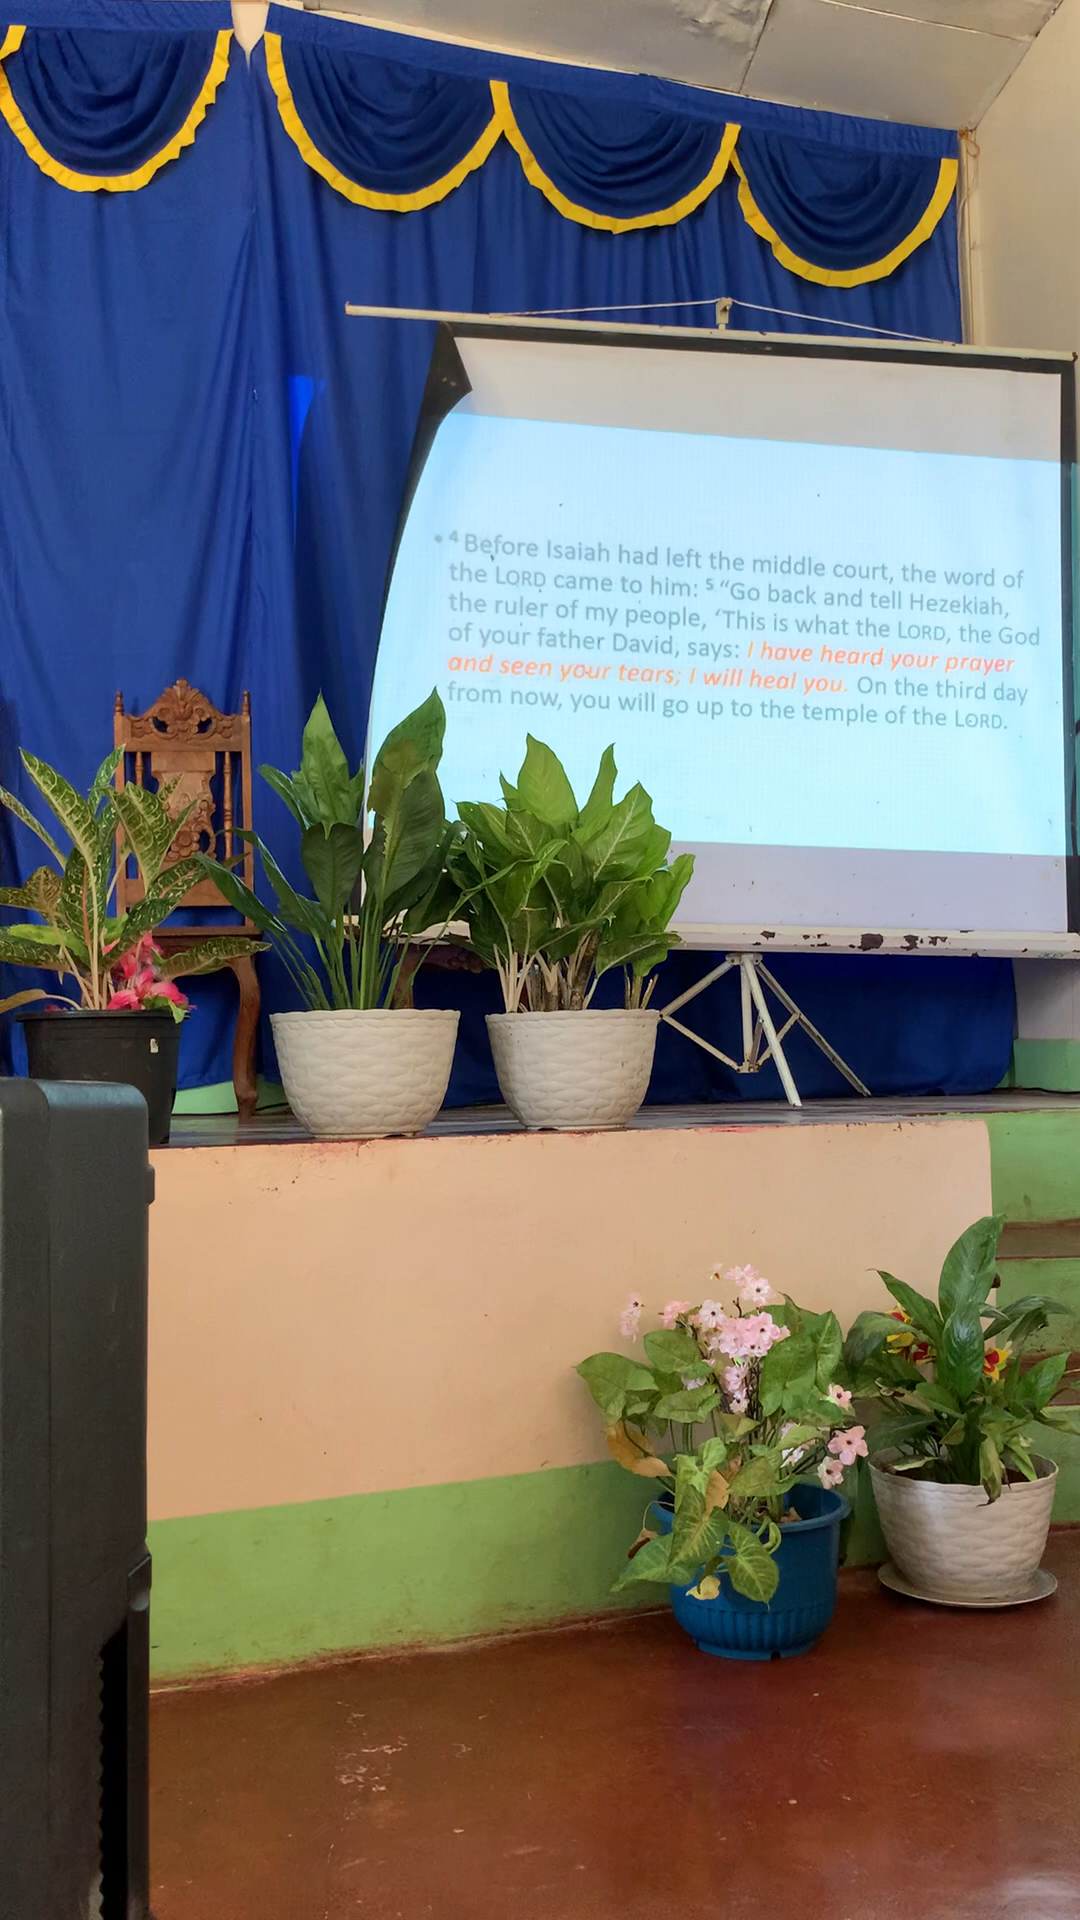 • ⁴ Before Isaiah had left the middle court, the word of
the LORD came to him: ⁵ “Go back and tell Hezekiah,
the ruler of my people, ‘This is what the LORD, the God
of your father David, says: I have heard your prayer
and seen your tears; I will heal you. On the third day
from now, you will go up to the temple of the LORD.